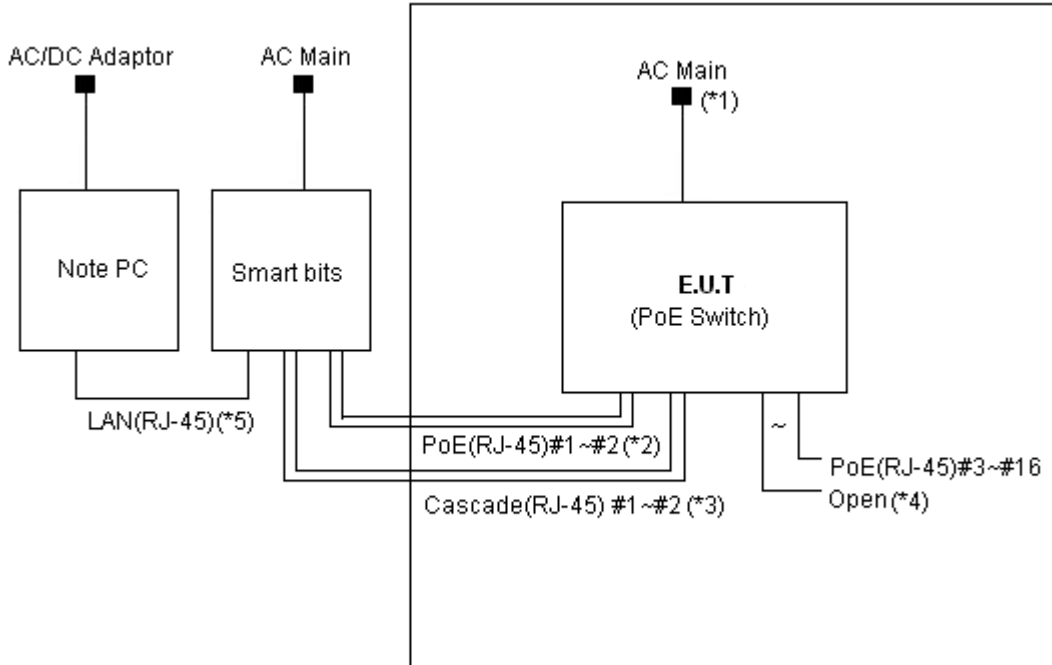 AC/DC Adaptor
AC Main
AC Main
(*1)
Note PC
Smart bits
E.U.T
(PoE Switch)
LAN(RJ-45)(*5)
PoE(RJ-45)#1~#2(*2)
~
PoE(RJ-45)#3~#16
Cascade(RJ-45) #1~#2 (*3)
Open(*4)